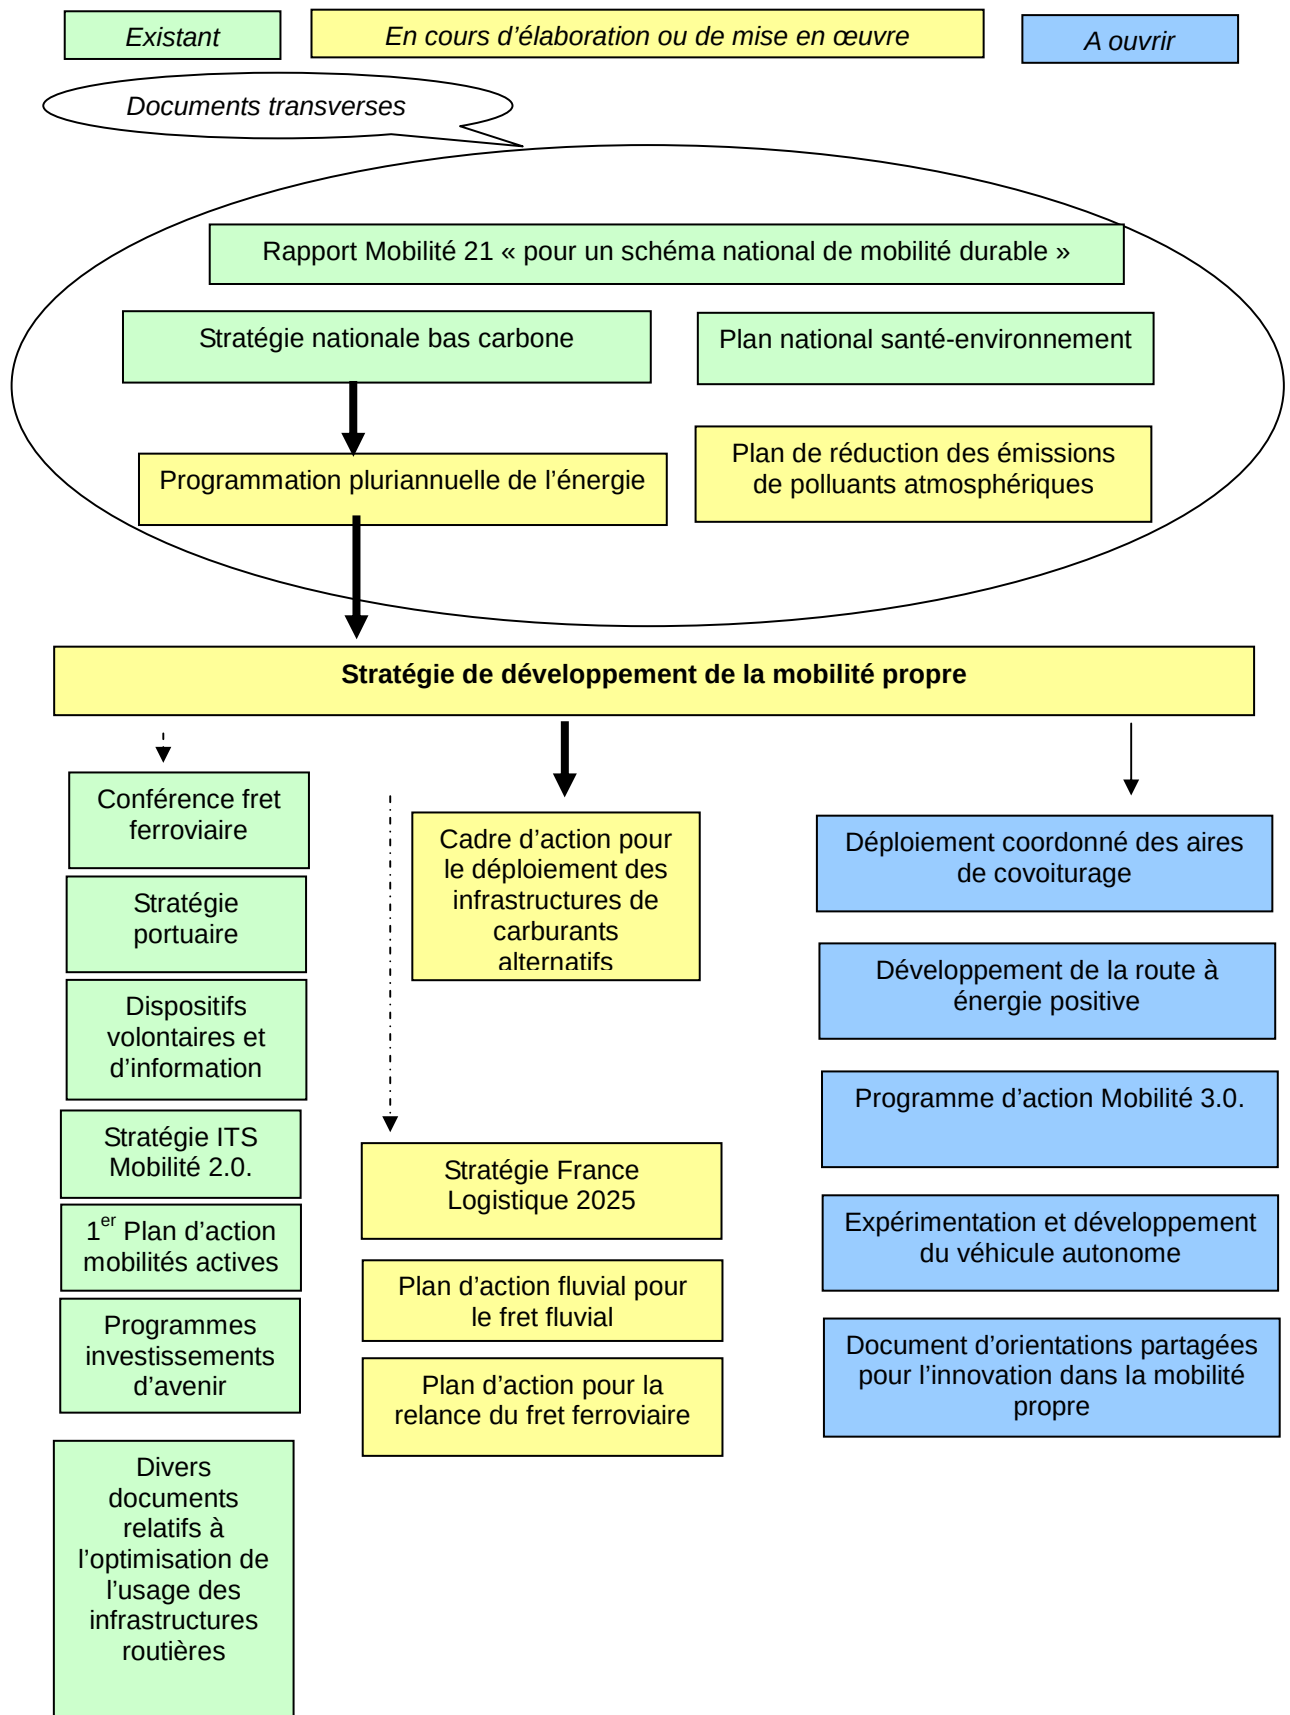 Existant
En cours d’élaboration ou de mise en œuvre
A ouvrir
Documents transverses
Rapport Mobilité 21 « pour un schéma national de mobilité durable »
Stratégie nationale bas carbone
Plan national santé-environnement
Programmation pluriannuelle de l’énergie
Plan de réduction des émissions
de polluants atmosphériques
Stratégie de développement de la mobilité propre
Conférence fret
ferroviaire
Stratégie
portuaire
Dispositifs
volontaires et
d’information
Stratégie ITS
Mobilité 2.0.
1er Plan d’action
mobilités actives
Programmes
investissements
d’avenir
Divers
documents
relatifs à
l’optimisation de
l’usage des
infrastructures
routières
Cadre d’action pour
le déploiement des
infrastructures de
carburants
alternatifs
Stratégie France
Logistique 2025
Plan d’action fluvial pour
le fret fluvial
Plan d’action pour la
relance du fret ferroviaire
Déploiement coordonné des aires
de covoiturage
Développement de la route à
énergie positive
Programme d’action Mobilité 3.0.
Expérimentation et développement
du véhicule autonome
Document d’orientations partagées
pour l’innovation dans la mobilité
propre